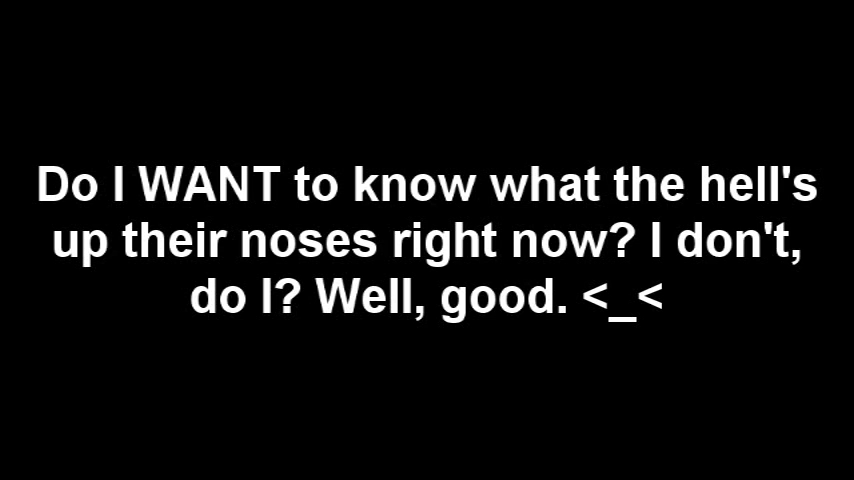 Do I WANT to know what the hell's
up their noses right now? I don't,
do I? Well, good. <_<